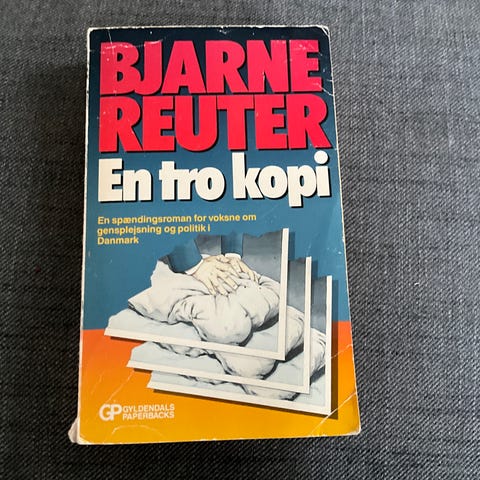 BJARNE
REUTER
En tro kopi
En spændingsroman for voksne om
gensplejsning og politik i
Danmark
GP GYLDENDALS
PAPERBACKS